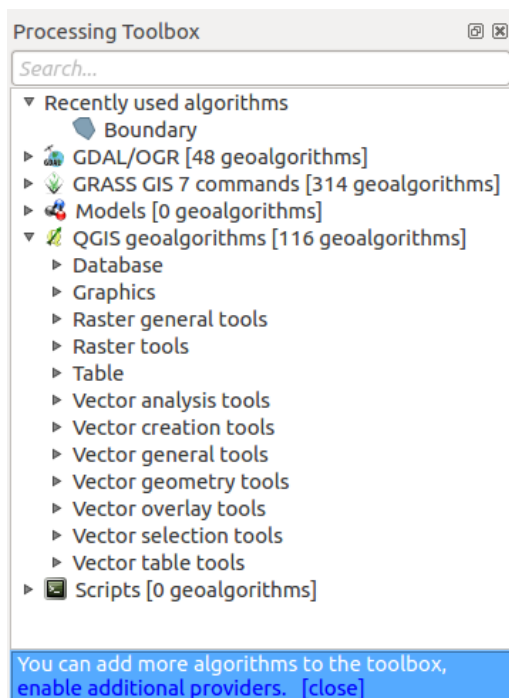 Processing Toolbox
Search...
Recently used algorithms
Boundary
GDAL/OGR [48 geoalgorithms]
GRASS GIS 7 commands [314 geoalgorithms]
Models [0 geoalgorithms]
QGIS geoalgorithms [116 geoalgorithms]
Database
Graphics
Raster general tools
Raster tools
Table
Vector analysis tools
Vector creation tools
Vector general tools
Vector geometry tools
Vector overlay tools
Vector selection tools
Vector table tools
Scripts [0 geoalgorithms]
You can add more algorithms to the toolbox,
enable additional providers. [close]